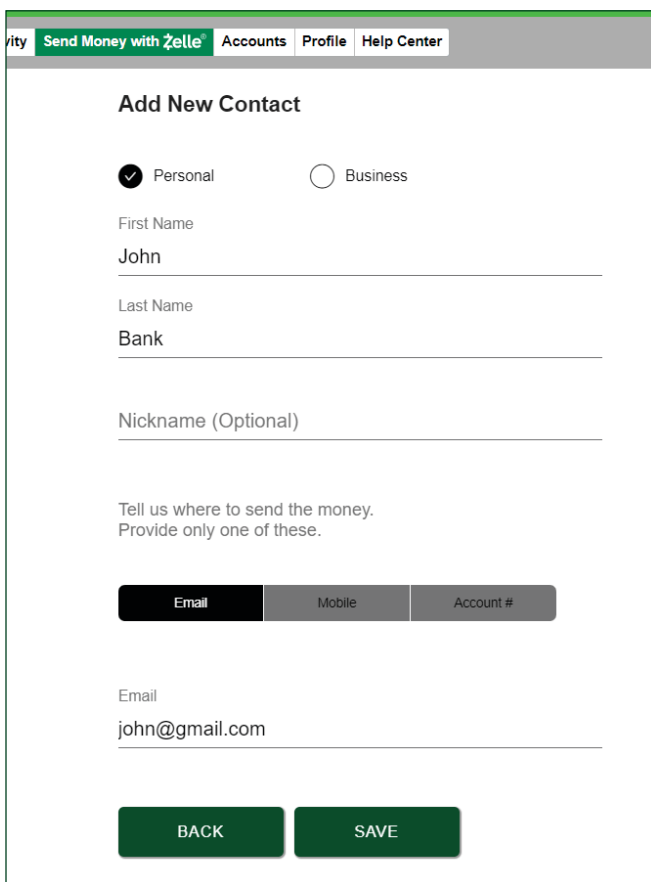 vity Send Money with Zelle® Accounts Profile Help Center
Add New Contact
Personal Business
First Name
John
Last Name
Bank
Nickname (Optional)
Tell us where to send the money.
Provide only one of these.
Email Mobile Account #
Email
john@gmail.com
BACK SAVE